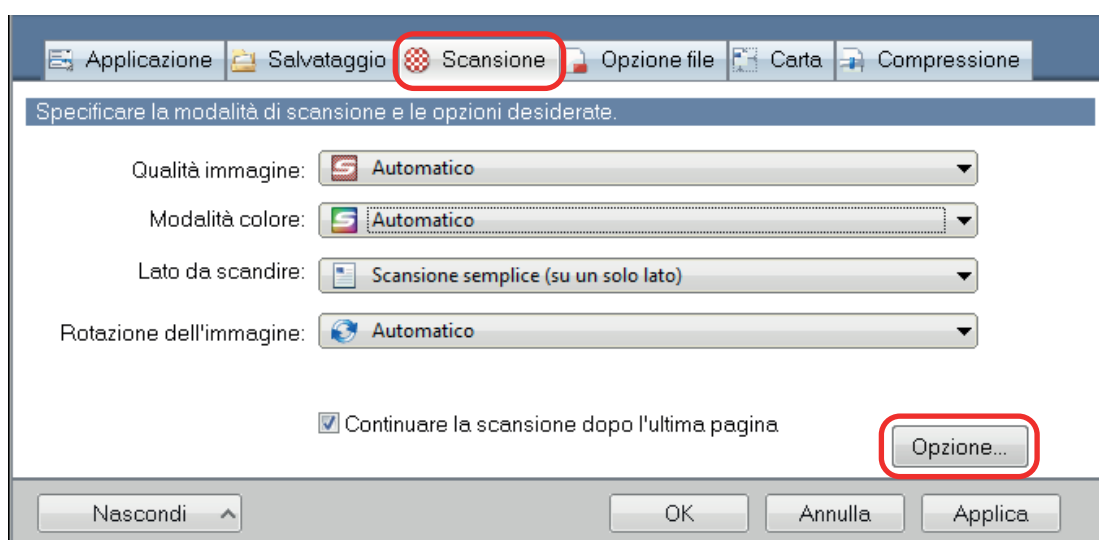 Applicazione Salvataggio Scansione Opzione file Carta Compressione
Specificare la modalità di scansione e le opzioni desiderate.
Qualità immagine: Automatico
Modalità colore: Automatico
Lato da scandire: Scansione semplice (su un solo lato)
Rotazione dell'immagine: Automatico
Continuare la scansione dopo l'ultima pagina
Opzione...
Nascondi OK Annulla Applica